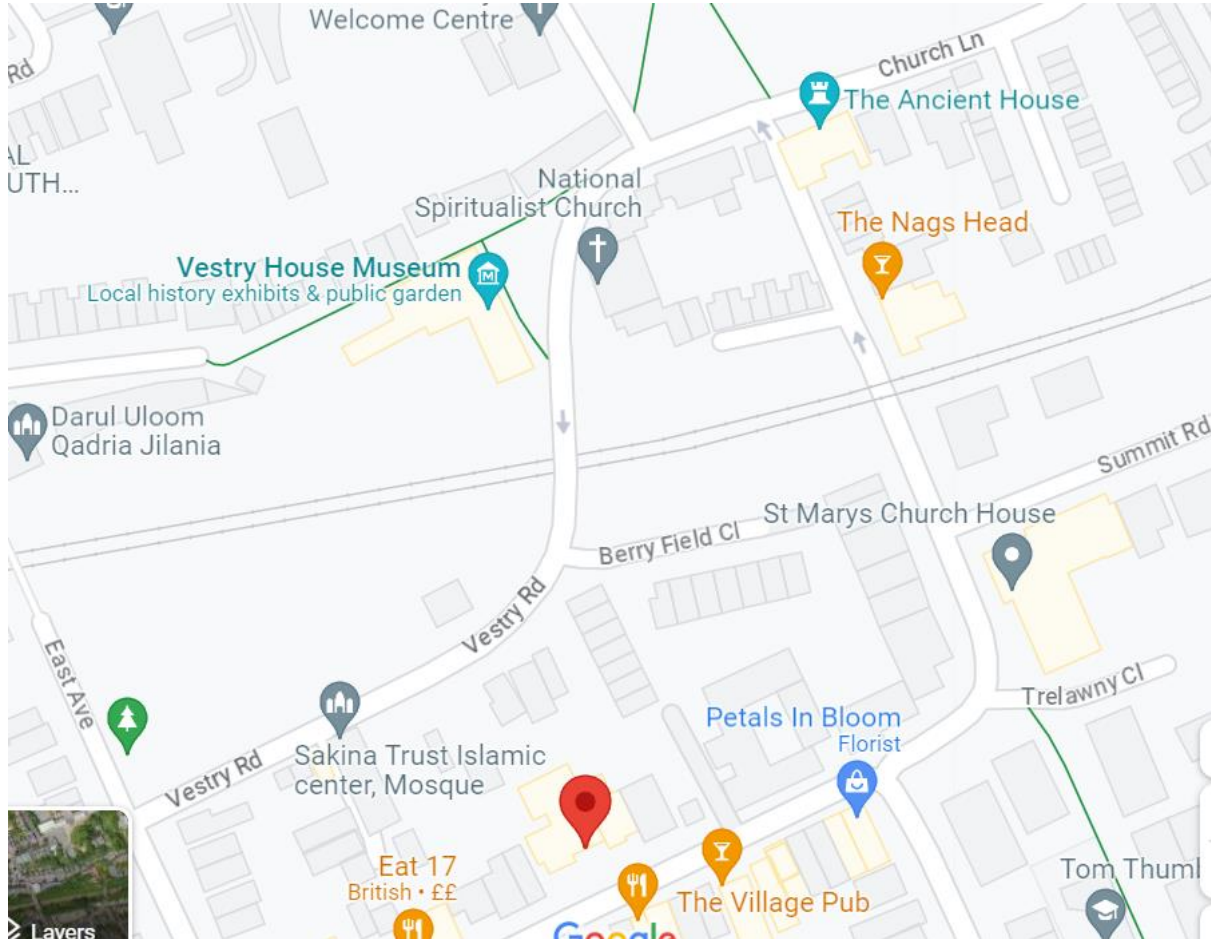 Welcome Centre
Church Ln
Rd
The Ancient House
AL
UTH...
National
Spiritualist Church
The Nags Head
Vestry House Museum
Local history exhibits & public garden
Darul Uloom
Qadria Jilania
Summit Rd
St Marys Church House
Berry Field Cl
Vestry Rd
East Ave
Trelawny Cl
Petals In Bloom
Florist
Sakina Trust Islamic
center, Mosque
Vestry Rd
Eat 17
British • ££
The Village Pub
Tom Thumb
Layers
Google